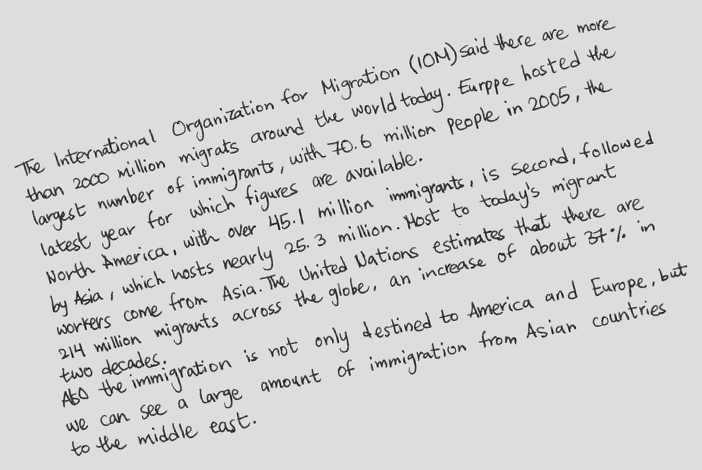 The International Organization for Migration (IOM) said there are more
than 2000 million migrats around the world today. Eurppe hosted the
largest number of immigrants, with 70.6 million people in 2005, the
latest year for which figures are available.
North America, with over 45.1 million immigrants, is second, followed
by Asia, which hosts nearly 25.3 million. Most to today's migrant
workers come from Asia. The United Nations estimates that there are
214 million migrants across the globe, an increase of about 37% in
two decades.
Also the immigration is not only destined to America and Europe, but
we can see a large amount of immigration from Asian countries
to the middle east.